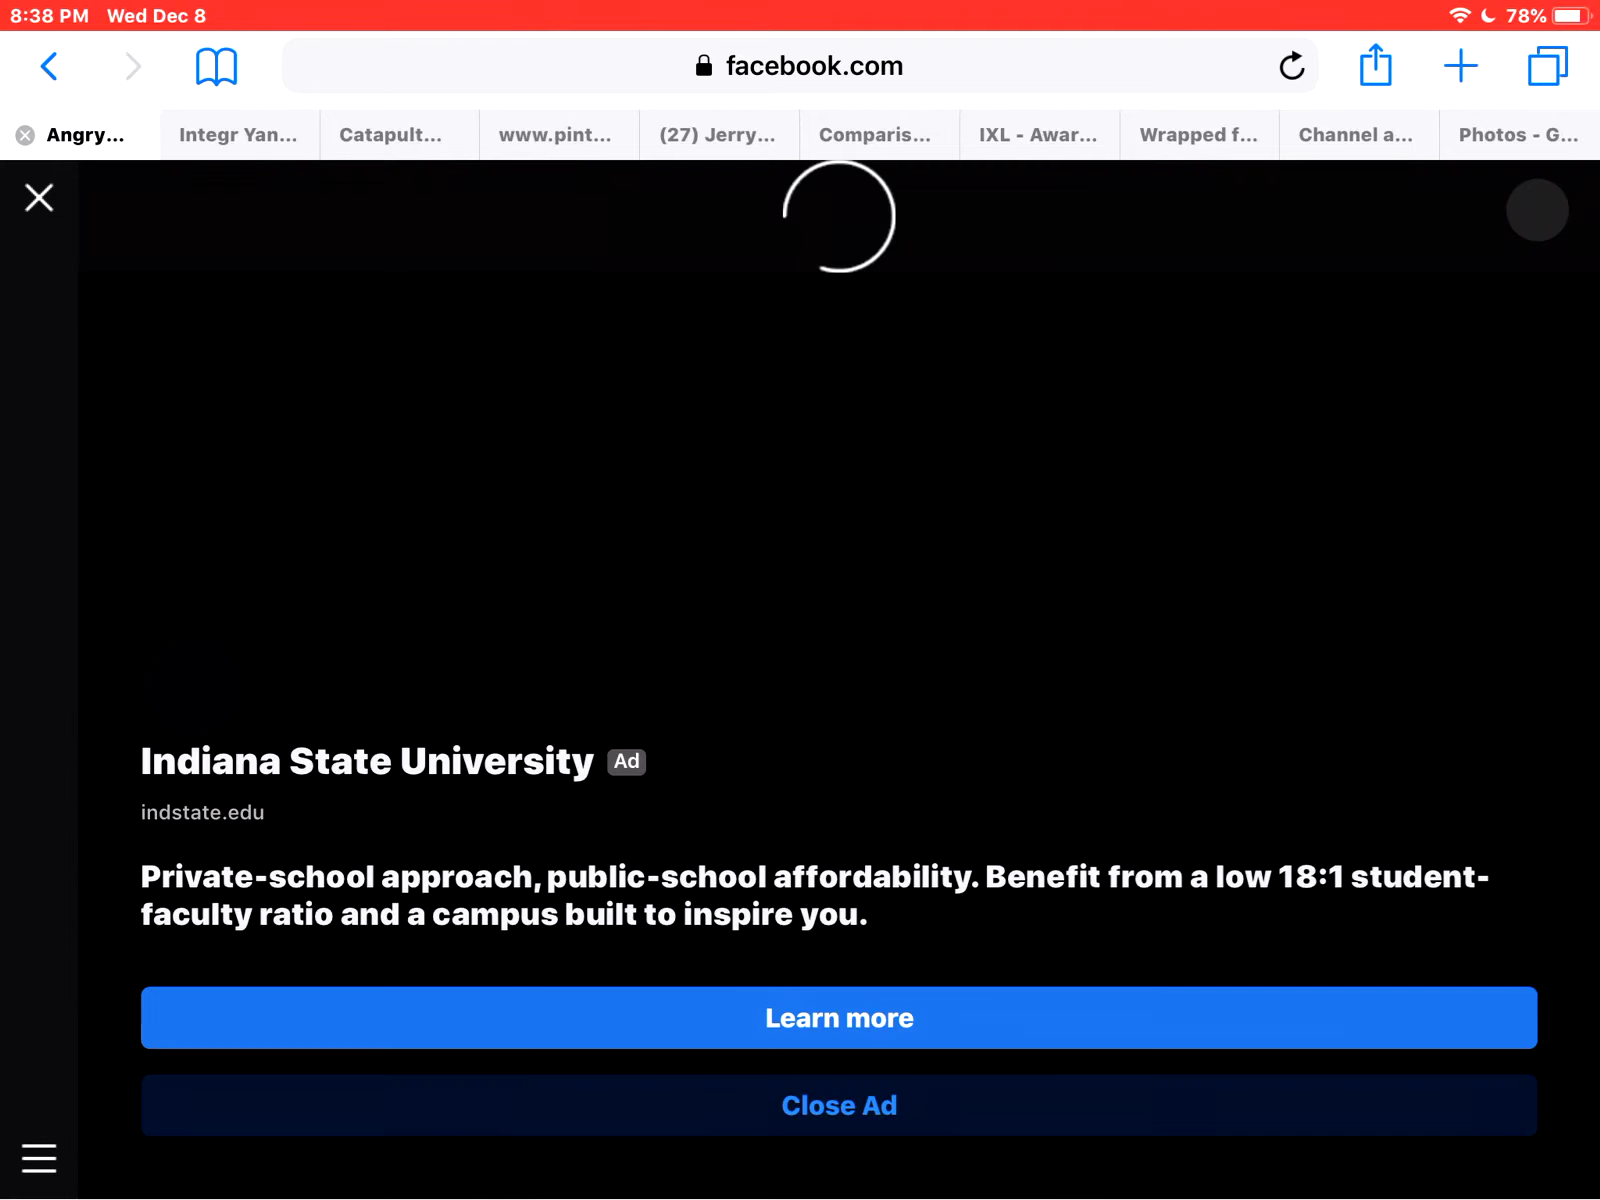 8:38 PM Wed Dec 8 78%
facebook.com
Angry... Integr Yan... Catapult... www.pint... (27) Jerry... Comparis... IXL - Awar... Wrapped f... Channel a... Photos - G...
Indiana State University Ad
indstate.edu
Private-school approach, public-school affordability. Benefit from a low 18:1 student-
faculty ratio and a campus built to inspire you.
Learn more
Close Ad